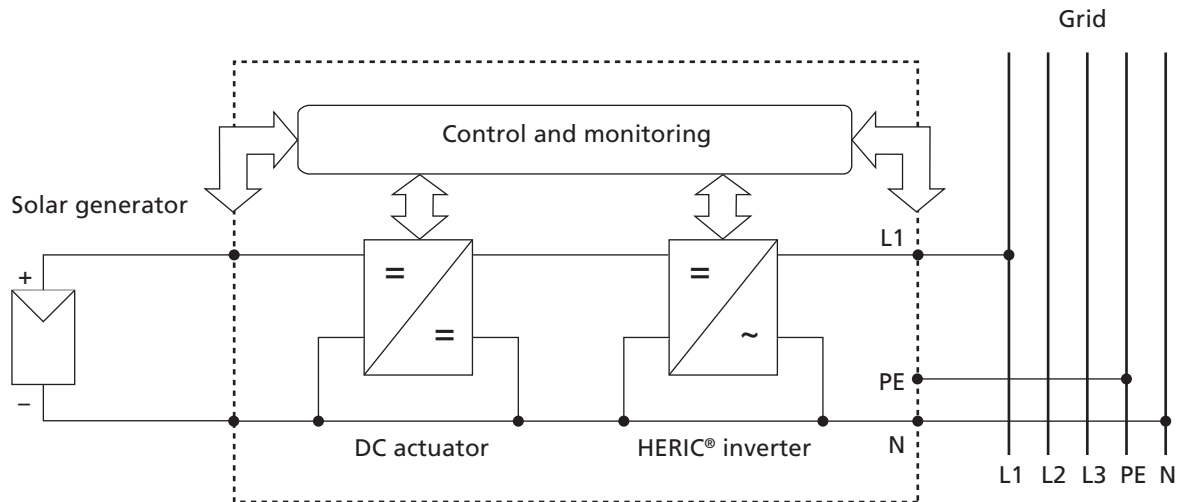 Grid
Control and monitoring
Solar generator
L1
+
=
=
=
~
PE
–
DC actuator
HERIC® inverter
N
L1 L2 L3 PE N